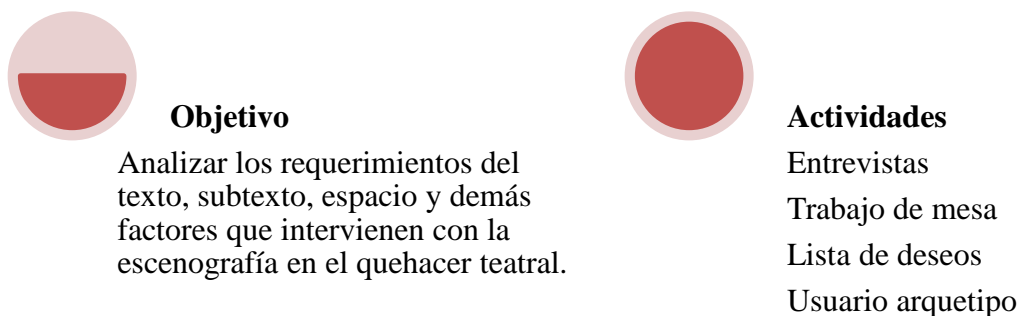 Objetivo
Analizar los requerimientos del
texto, subtexto, espacio y demás
factores que intervienen con la
escenografía en el quehacer teatral.
Actividades
Entrevistas
Trabajo de mesa
Lista de deseos
Usuario arquetipo